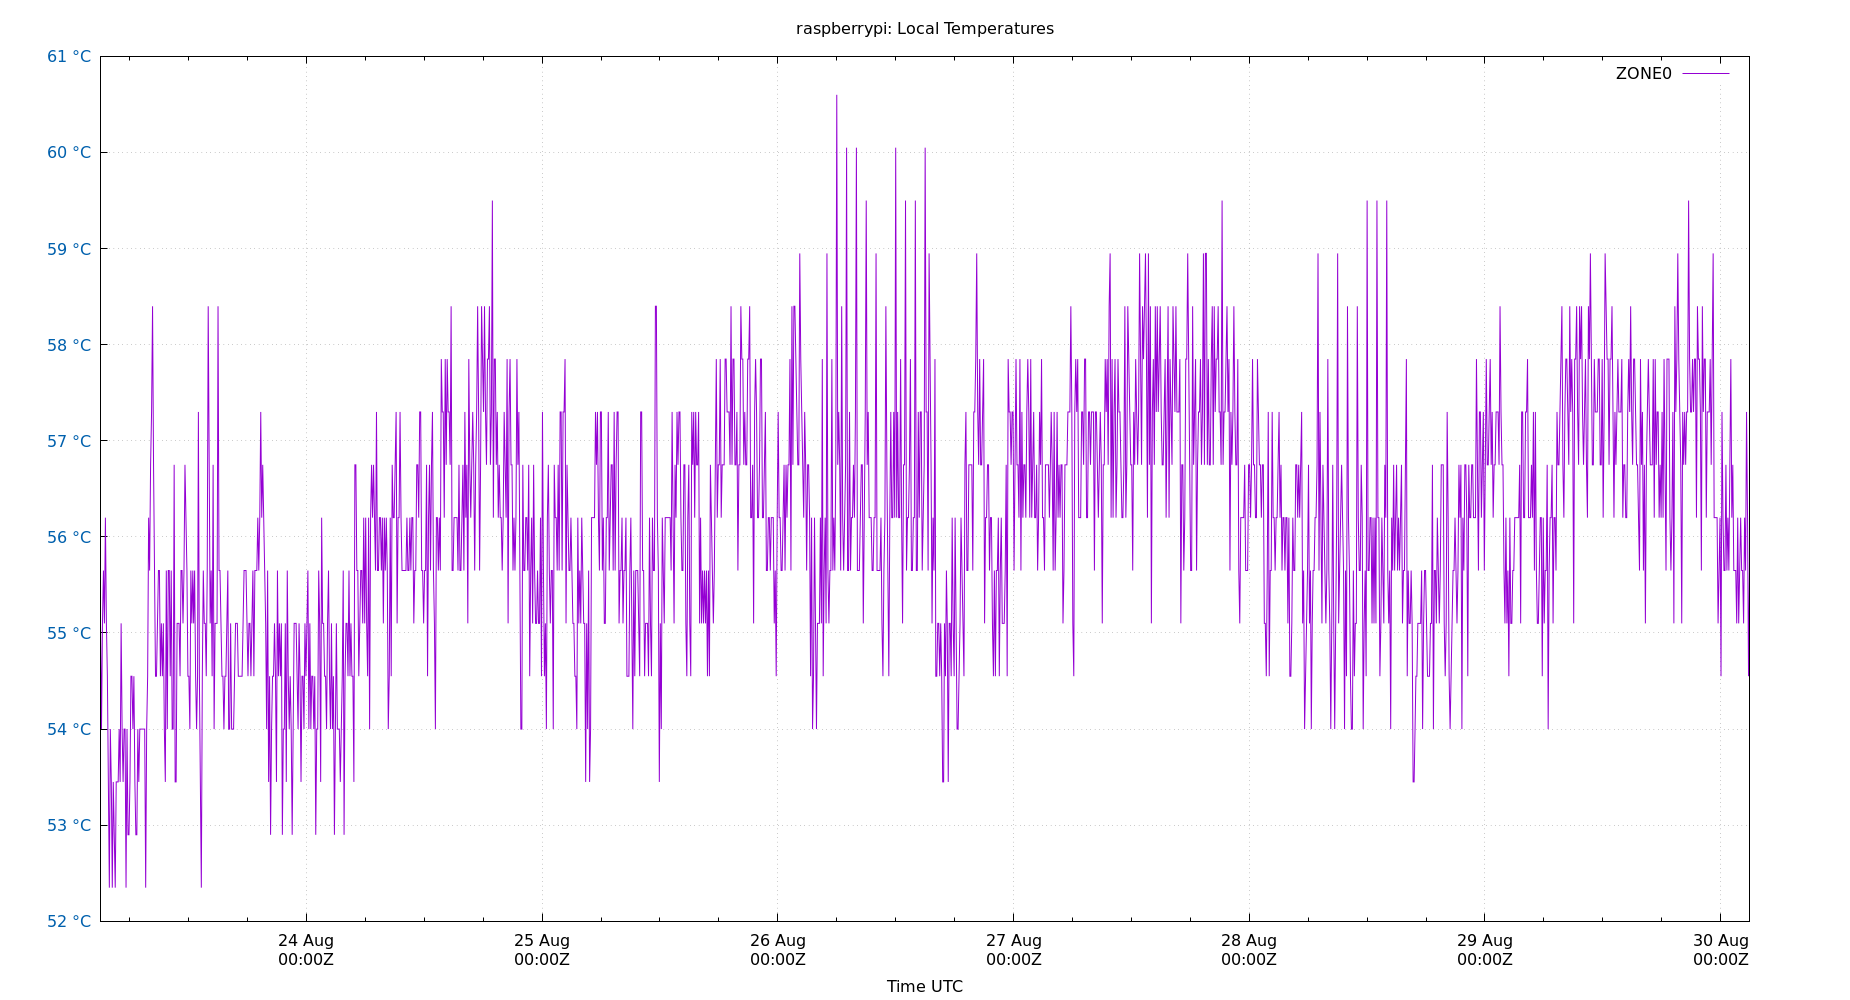 raspberrypi: Local Temperatures
ZONE0
61 °C
60 °C
59 °C
58 °C
57 °C
56 °C
55 °C
54 °C
53 °C
52 °C
24 Aug 25 Aug 26 Aug 27 Aug 28 Aug 29 Aug 30 Aug
00:00Z 00:00Z 00:00Z 00:00Z 00:00Z 00:00Z 00:00Z
Time UTC